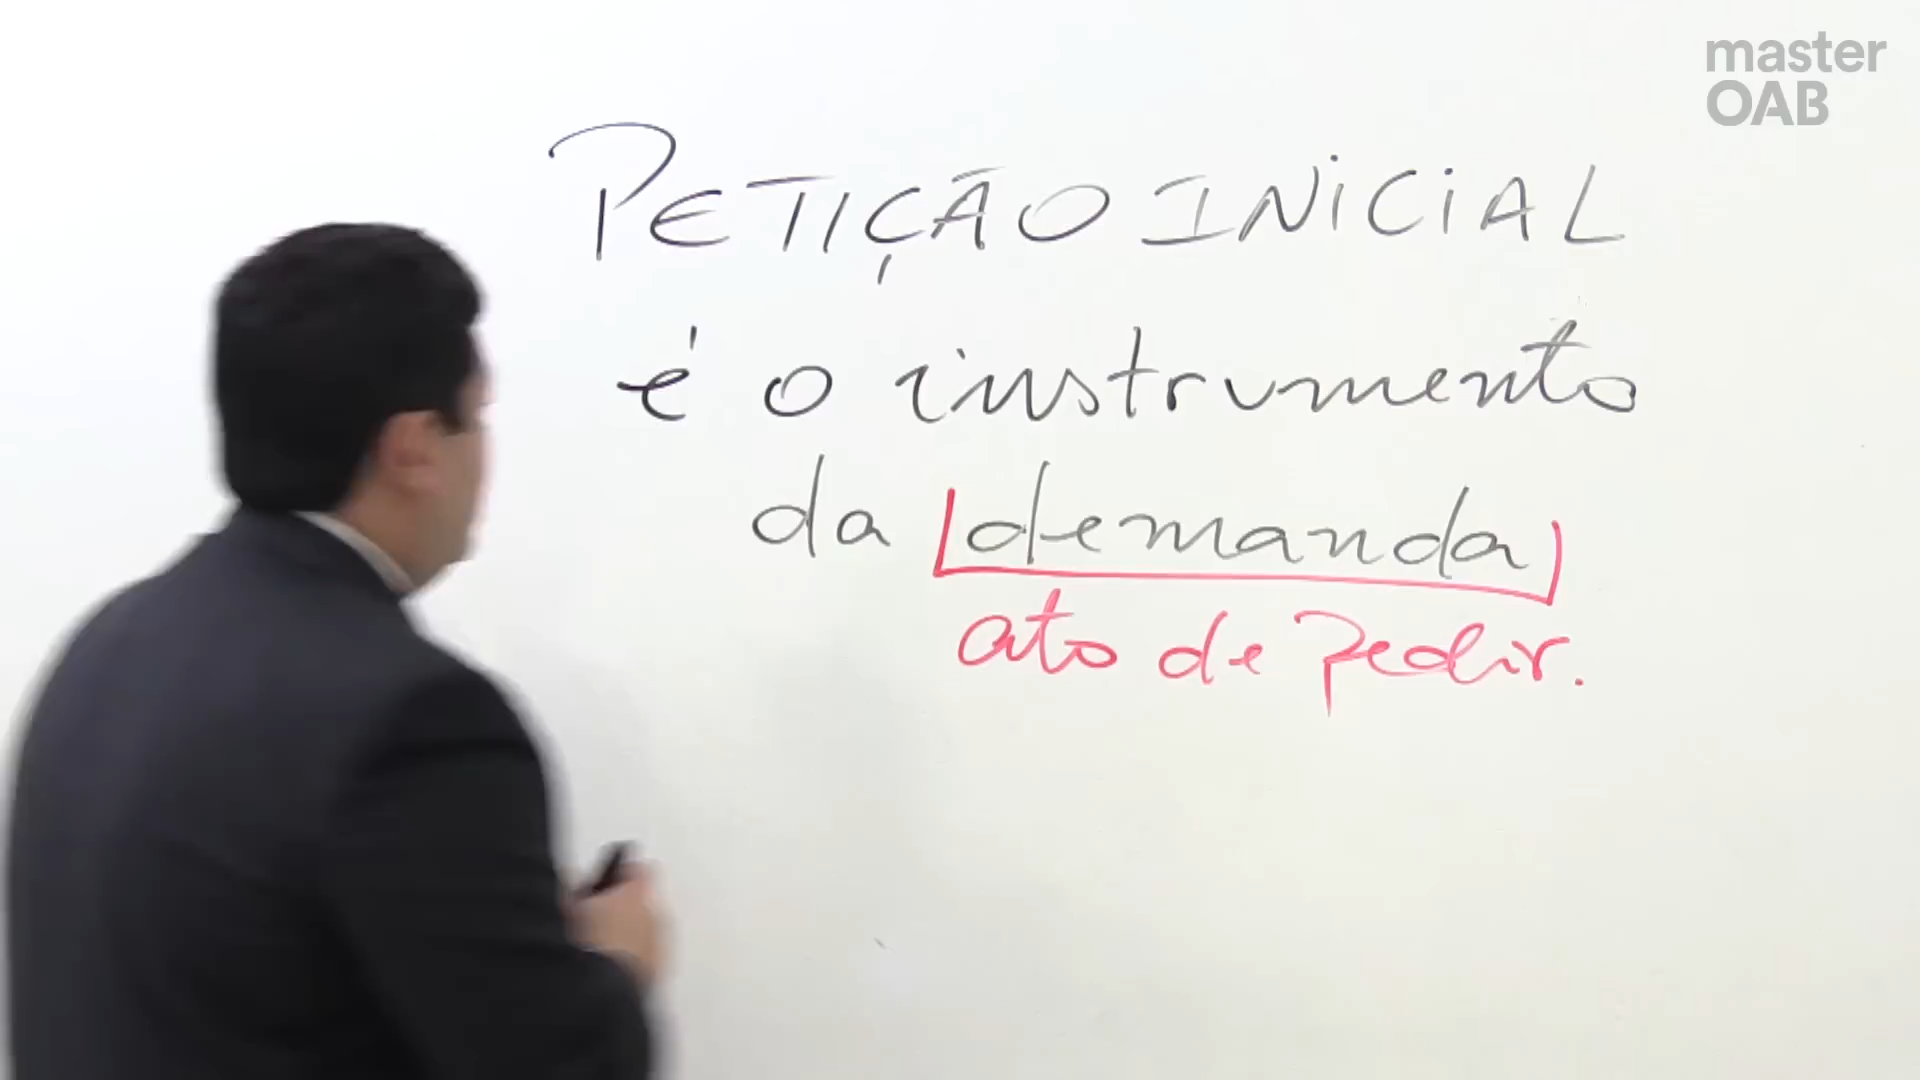 master
OAB
PETIÇÃO INICIAL
é o instrumento
da demanda
ato de pedir.